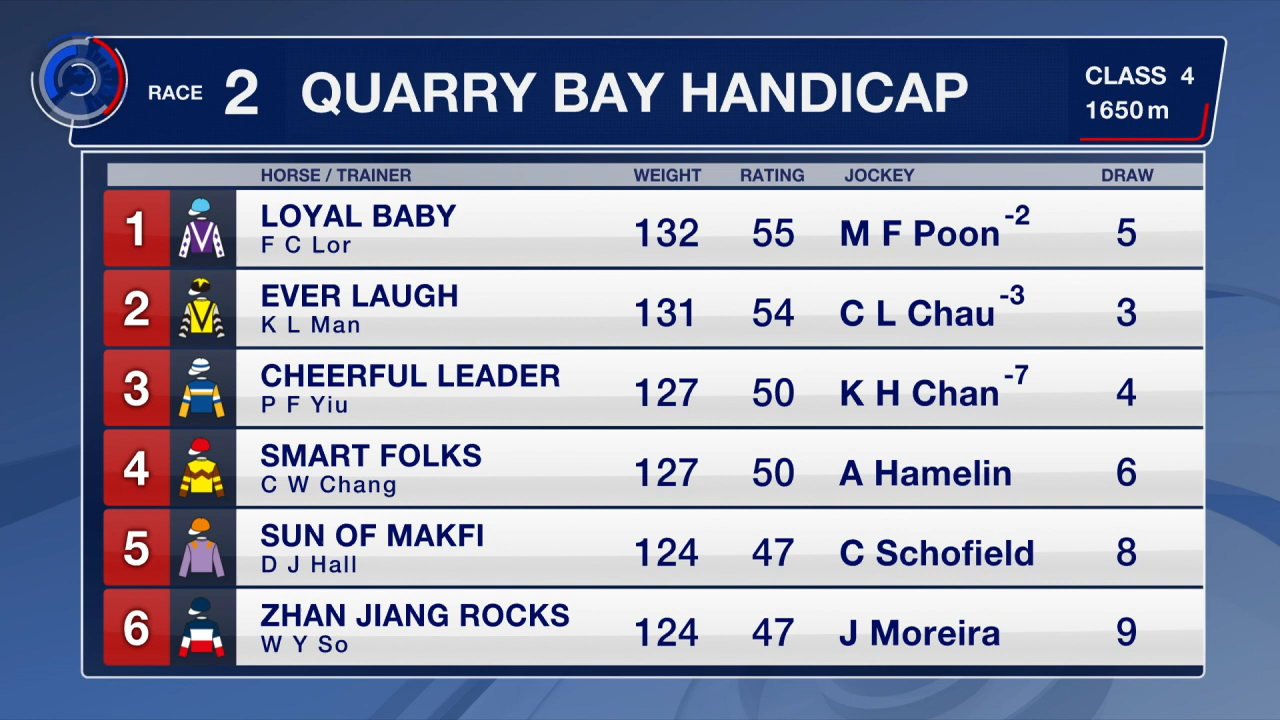 RACE 2 QUARRY BAY HANDICAP CLASS 4
1650m
HORSE / TRAINER WEIGHT RATING JOCKEY DRAW
1 LOYAL BABY 132 55 M F Poon -2 5
F C Lor
2 EVER LAUGH 131 54 C L Chau -3 3
K L Man
3 CHEERFUL LEADER 127 50 K H Chan -7 4
P F Yiu
4 SMART FOLKS 127 50 A Hamelin 6
C W Chang
5 SUN OF MAKFI 124 47 C Schofield 8
D J Hall
6 ZHAN JIANG ROCKS 124 47 J Moreira 9
W Y So